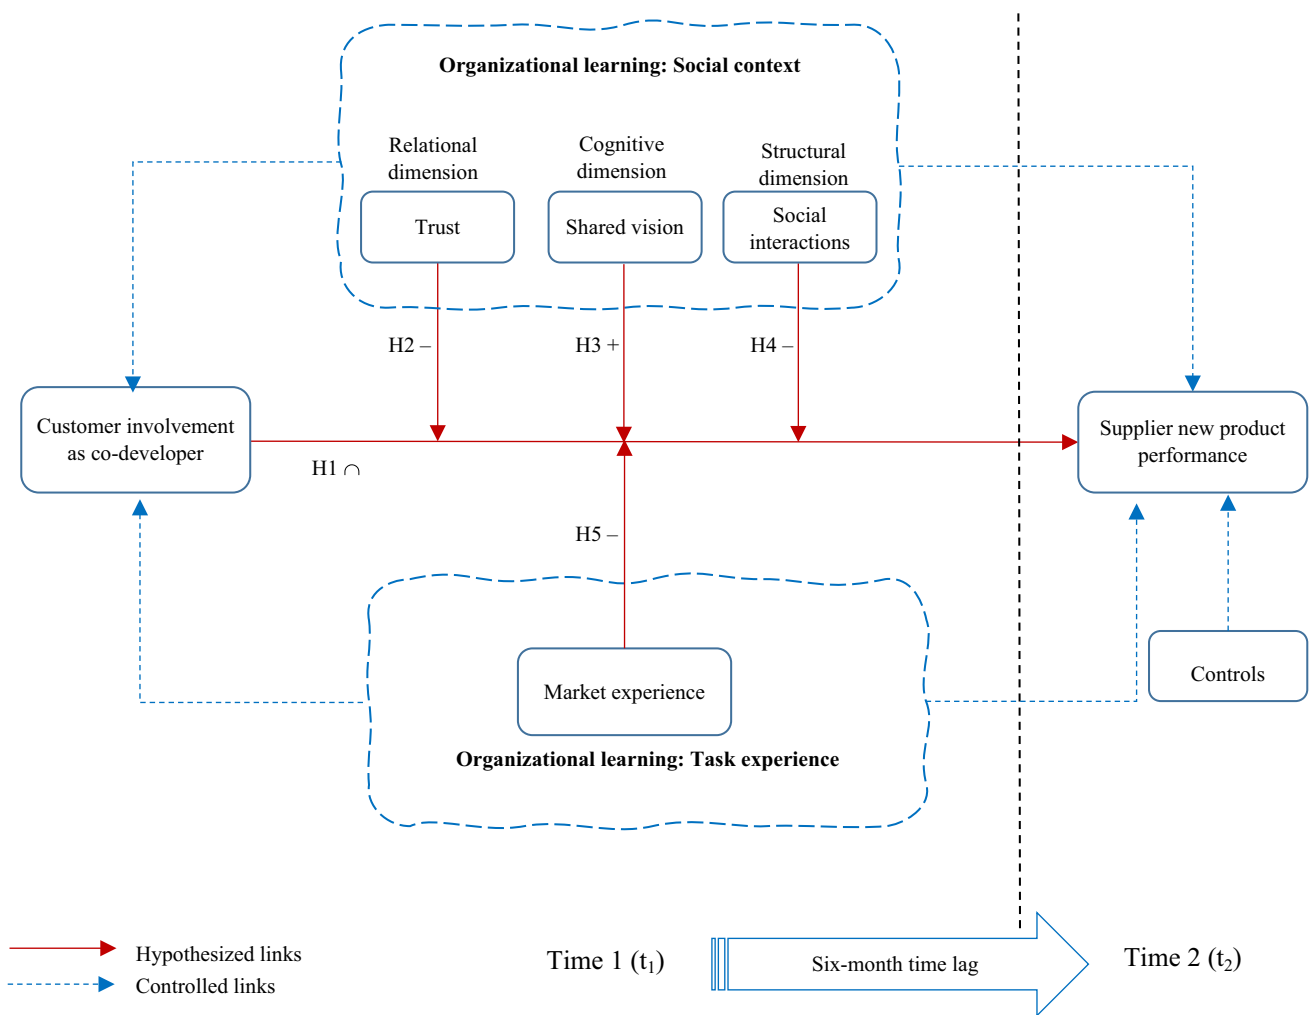 Organizational learning: Social context
Relational
dimension
Cognitive
dimension
Structural
dimension
Trust
Shared vision
Social
interactions
H2 –
H3 +
H4 –
Customer involvement
as co-developer
Supplier new product
performance
H1 ∩
H5 –
Market experience
Controls
Organizational learning: Task experience
Hypothesized links
Controlled links
Time 1 (t₁)
Six-month time lag
Time 2 (t₂)